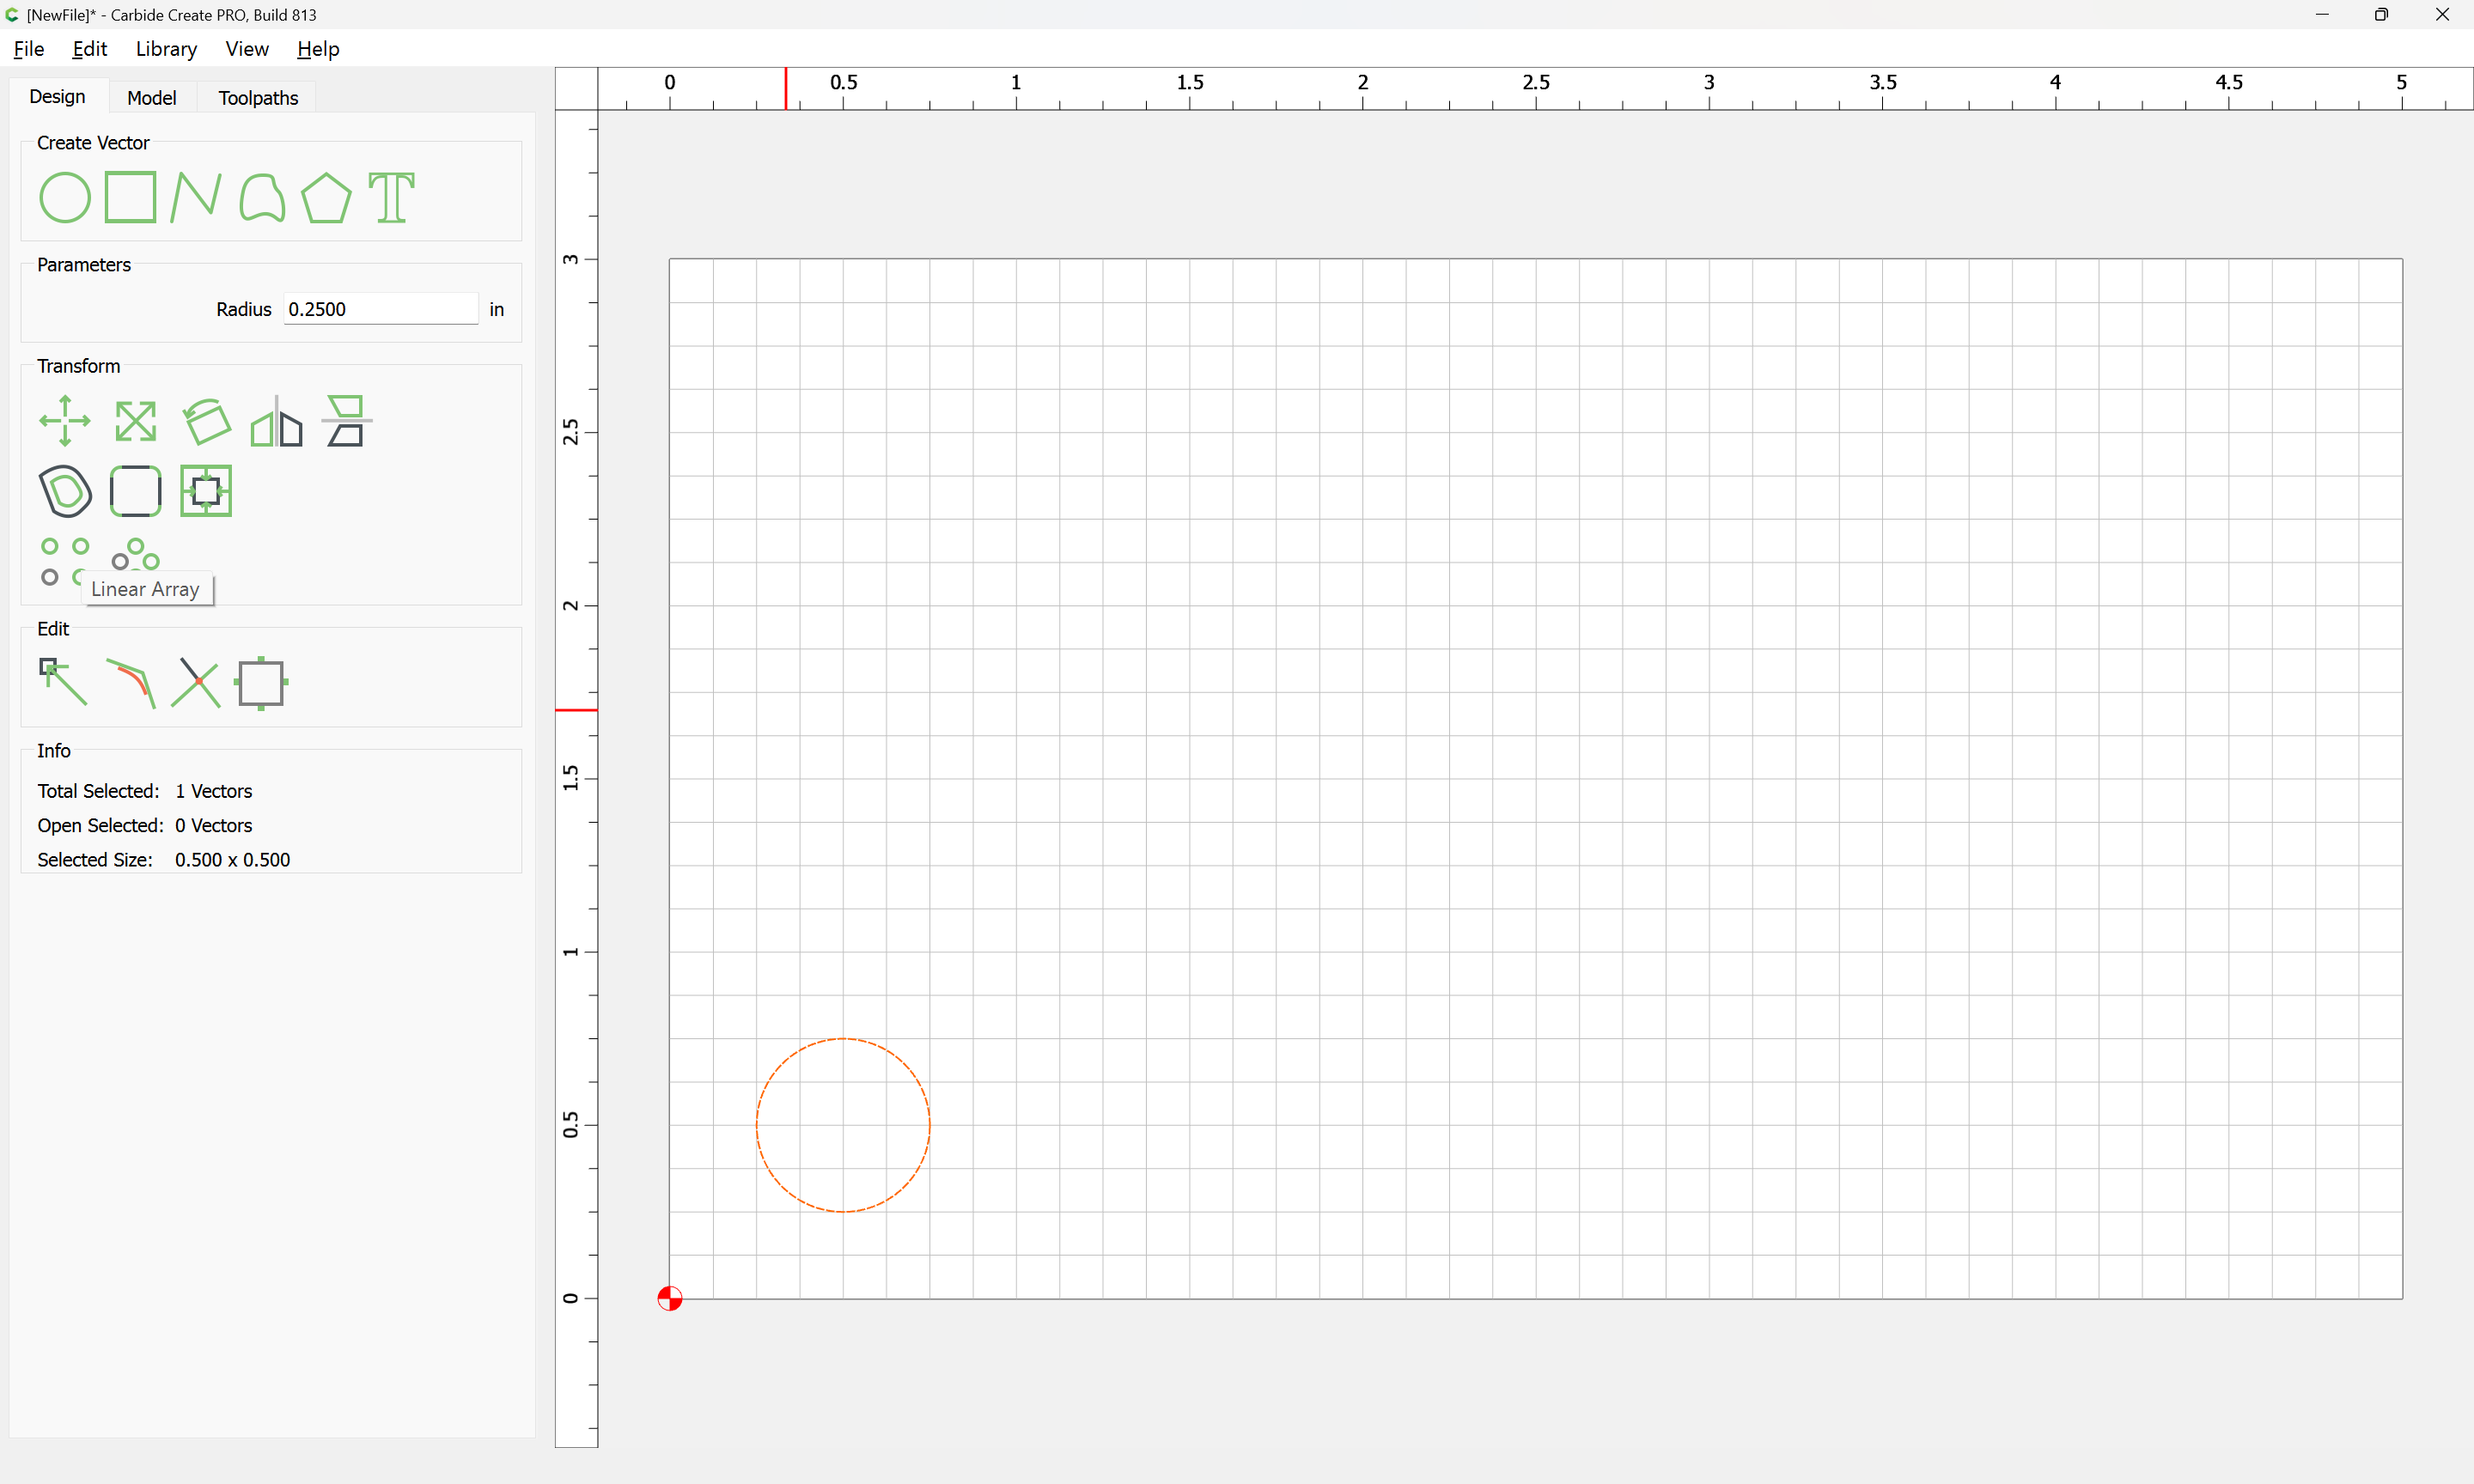 [NewFile]* - Carbide Create PRO, Build 813
File Edit Library View Help
Design Model Toolpaths
Create Vector
Parameters
Radius 0.2500 in
Transform
Linear Array
Edit
Info
Total Selected: 1 Vectors
Open Selected: 0 Vectors
Selected Size: 0.500 x 0.500
0 0.5 1 1.5 2 2.5 3 3.5 4 4.5 5
3
2.5
2
1.5
1
0.5
0